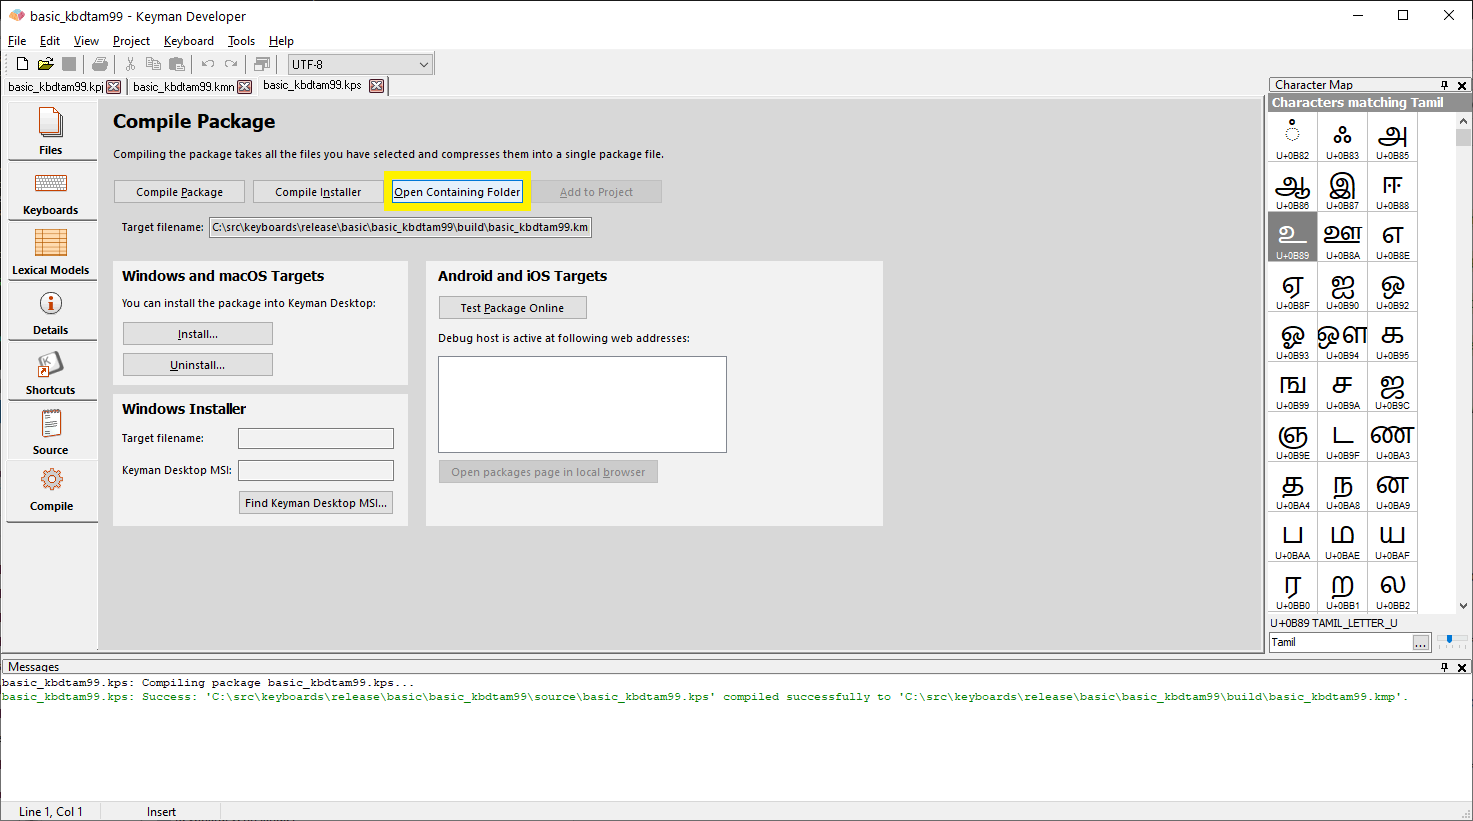 basic_kbdtam99 - Keyman Developer
File Edit View Project Keyboard Tools Help
UTF-8
basic_kbdtam99.kpj basic_kbdtam99.kmn basic_kbdtam99.kps
Files
Keyboards
Lexical Models
Details
Shortcuts
Source
Compile
Compile Package
Compiling the package takes all the files you have selected and compresses them into a single package file.
Compile Package Compile Installer Open Containing Folder Add to Project
Target filename: C:\src\keyboards\release\basic\basic_kbdtam99\build\basic_kbdtam99.km
Windows and macOS Targets
You can install the package into Keyman Desktop:
Install...
Uninstall...
Windows Installer
Target filename:
Keyman Desktop MSI:
Find Keyman Desktop MSI...
Android and iOS Targets
Test Package Online
Debug host is active at following web addresses:
Open packages page in local browser
Character Map
Characters matching Tamil
ஂ ஃ அ
U+0B82 U+0B83 U+0B85
ஆ இ ஈ
U+0B86 U+0B87 U+0B88
உ ஊ எ
U+0B89 U+0B8A U+0B8E
ஏ ஐ ஒ
U+0B8F U+0B90 U+0B92
ஓ ஔ க
U+0B93 U+0B94 U+0B95
ங ச ஜ
U+0B99 U+0B9A U+0B9C
ஞ ட ண
U+0B9E U+0B9F U+0BA3
த ந ன
U+0BA4 U+0BA8 U+0BA9
ப ம ய
U+0BAA U+0BAE U+0BAF
ர ற ல
U+0BB0 U+0BB1 U+0BB2
U+0B89 TAMIL_LETTER_U
Tamil ...
Messages
basic_kbdtam99.kps: Compiling package basic_kbdtam99.kps...
basic_kbdtam99.kps: Success: 'C:\src\keyboards\release\basic\basic_kbdtam99\source\basic_kbdtam99.kps' compiled successfully to 'C:\src\keyboards\release\basic\basic_kbdtam99\build\basic_kbdtam99.kmp'.
Line 1, Col 1 Insert